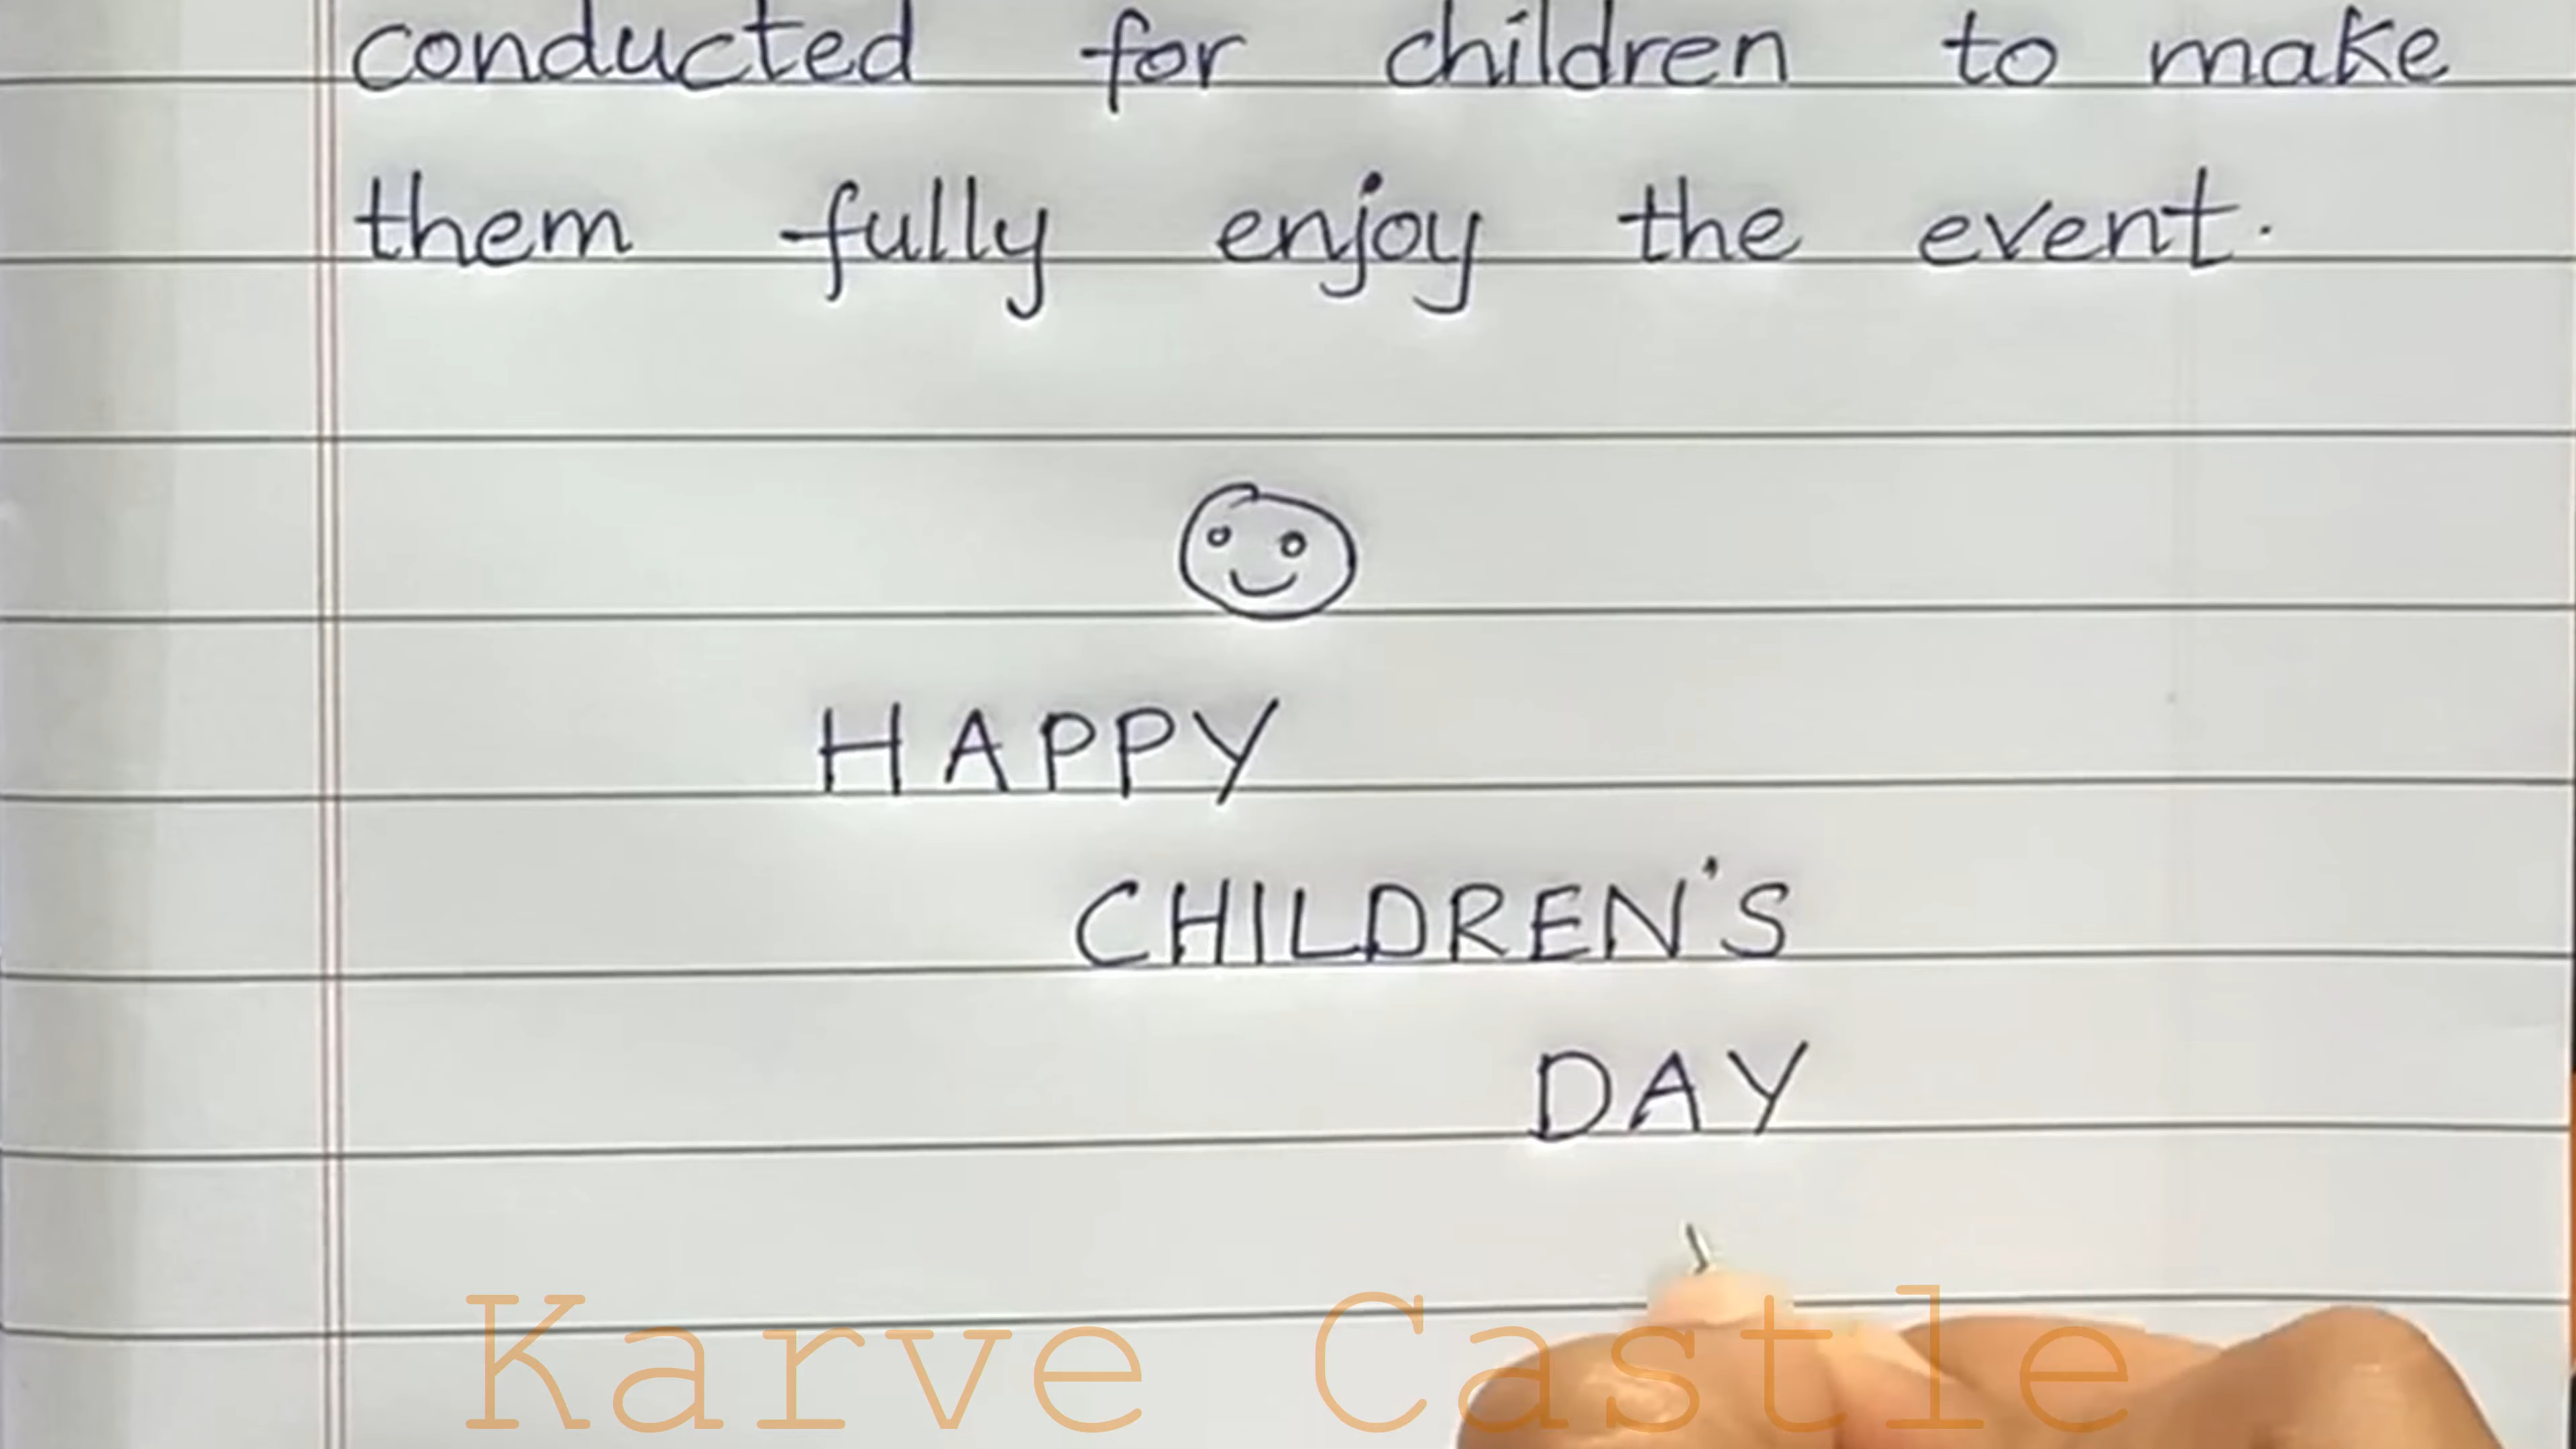 conducted for children to make
them fully enjoy the event.
HAPPY
CHILDREN'S
DAY
Karve Castle